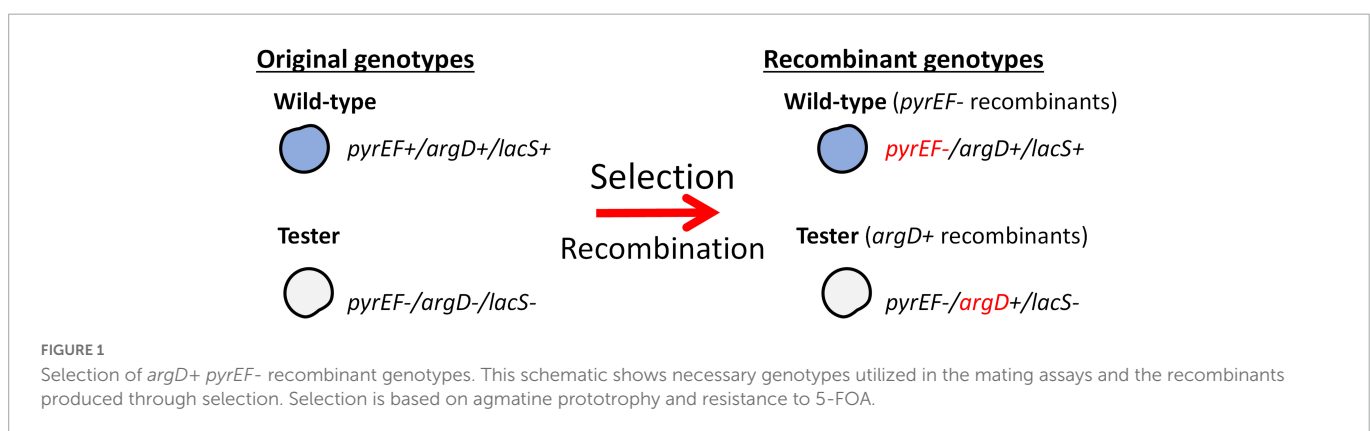 Original genotypes
Wild-type
pyrEF+/argD+/lacS+
Tester
pyrEF-/argD-/lacS-
Selection
Recombination
Recombinant genotypes
Wild-type (pyrEF- recombinants)
pyrEF-/argD+/lacS+
Tester (argD+ recombinants)
pyrEF-/argD+/lacS-
FIGURE 1
Selection of argD+ pyrEF- recombinant genotypes. This schematic shows necessary genotypes utilized in the mating assays and the recombinants
produced through selection. Selection is based on agmatine prototrophy and resistance to 5-FOA.